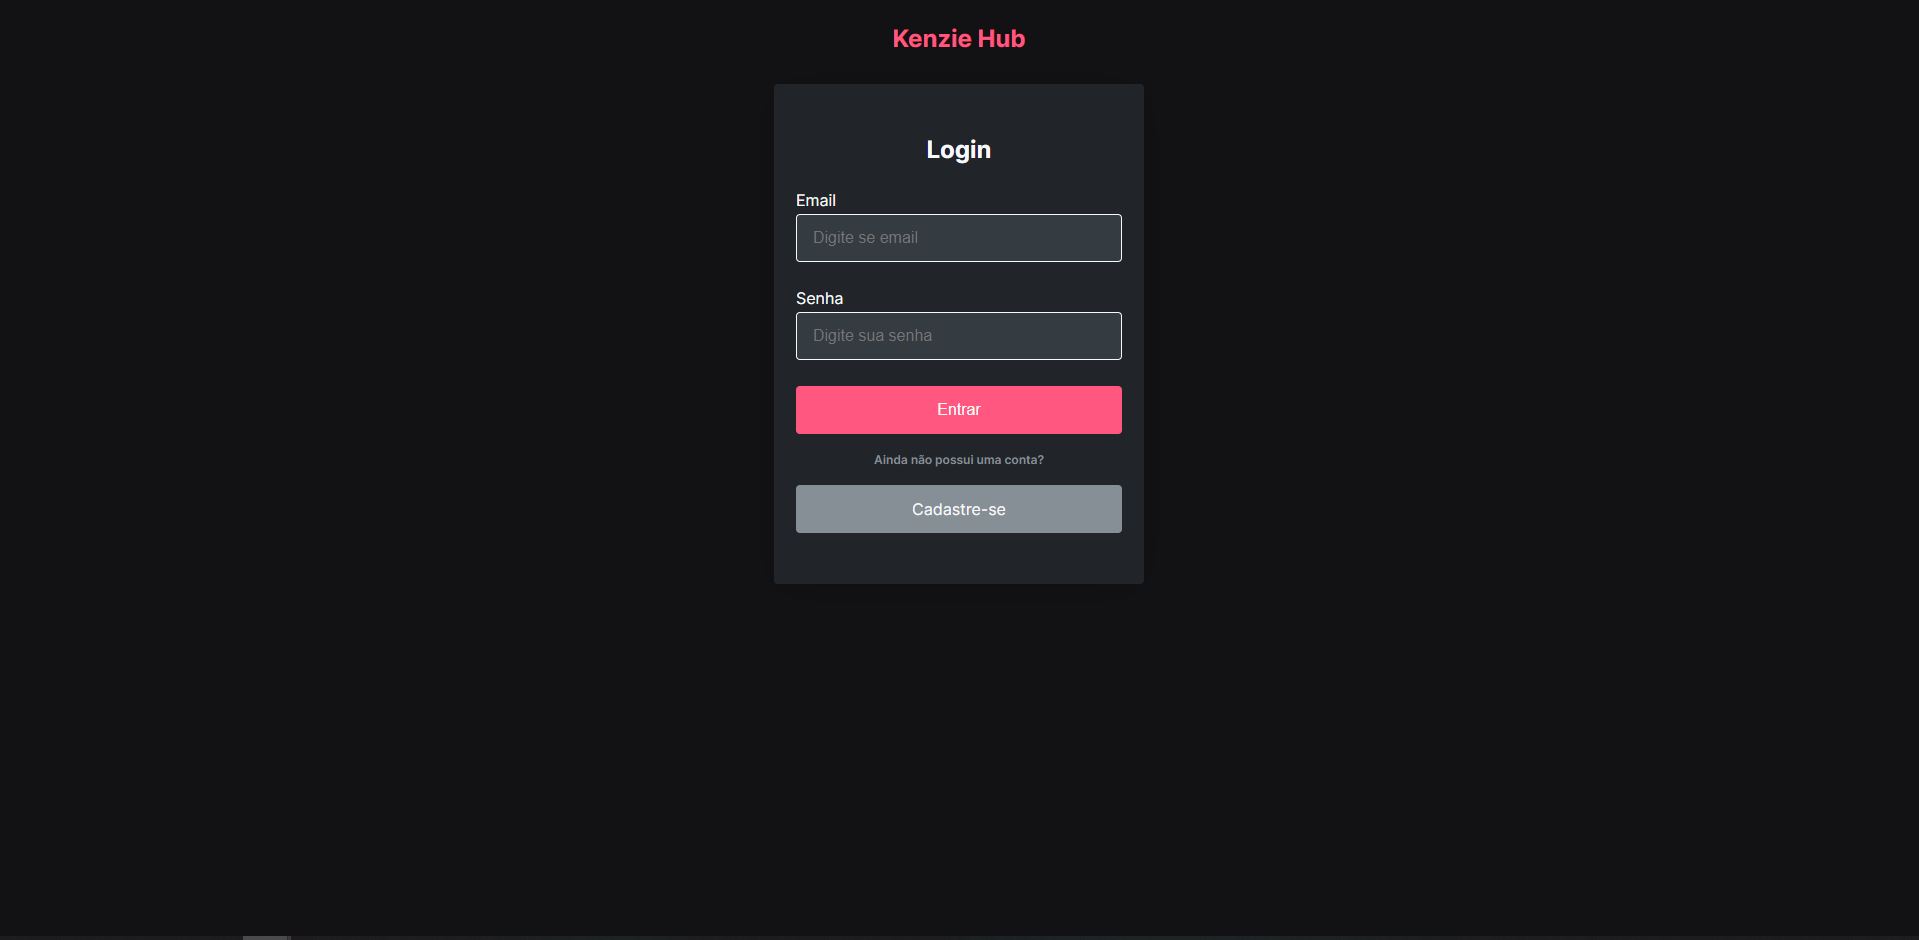 Kenzie Hub
Login
Email
Digite se email
Senha
Digite sua senha
Entrar
Ainda não possui uma conta?
Cadastre-se